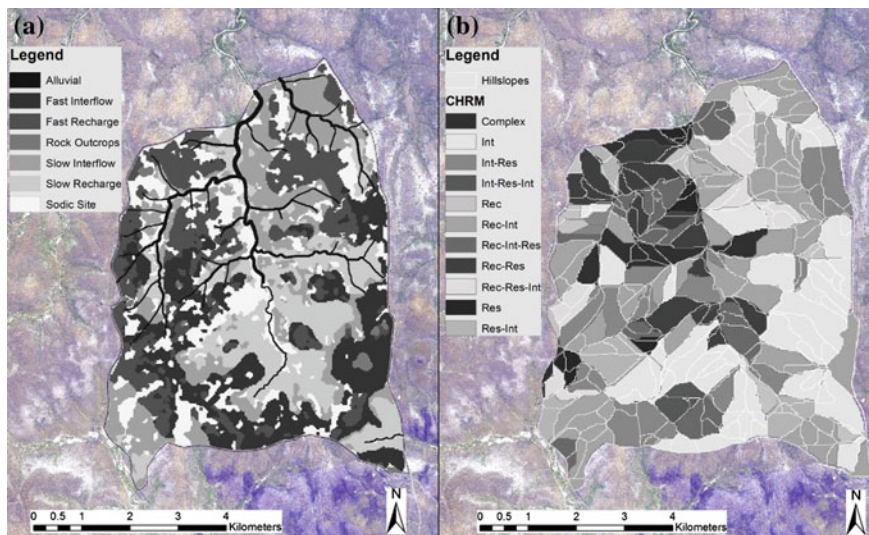 (a)
Legend
Alluvial
Fast Interflow
Fast Recharge
Rock Outcrops
Slow Interflow
Slow Recharge
Sodic Site
0 0.5 1 2 3 4
Kilometers
N
(b)
Legend
Hillslopes
CHRM
Complex
Int
Int-Res
Int-Res-Int
Rec
Rec-Int
Rec-Int-Res
Rec-Res
Rec-Res-Int
Res
Res-Int
0 0.5 1 2 3 4
Kilometers
N